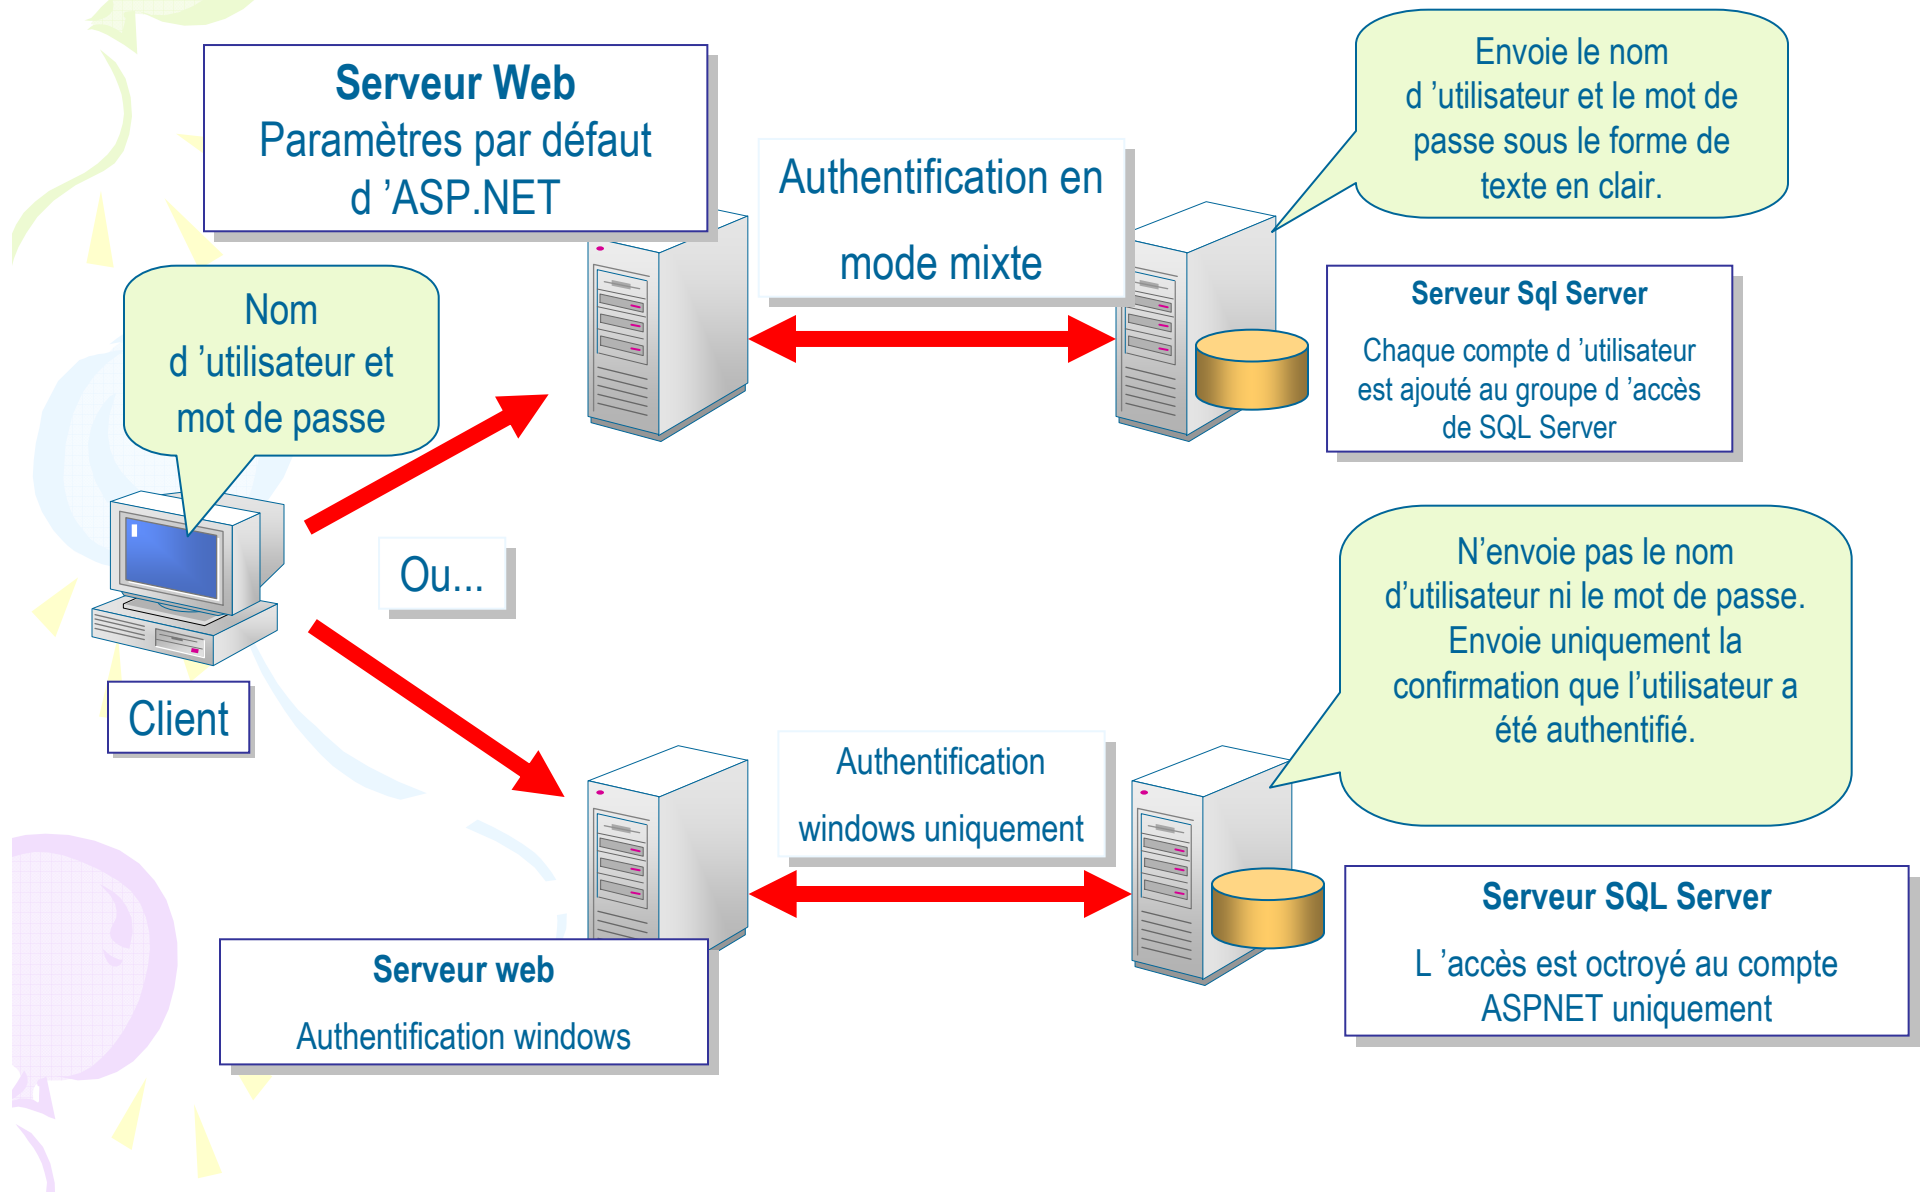 Serveur Web
Paramètres par défaut
d ’ASP.NET
Authentification en
mode mixte
Envoie le nom
d ’utilisateur et le mot de
passe sous le forme de
texte en clair.
Serveur Sql Server
Chaque compte d ’utilisateur
est ajouté au groupe d ’accès
de SQL Server
Nom
d ’utilisateur et
mot de passe
Ou...
Client
N’envoie pas le nom
d’utilisateur ni le mot de passe.
Envoie uniquement la
confirmation que l’utilisateur a
été authentifié.
Authentification
windows uniquement
Serveur web
Authentification windows
Serveur SQL Server
L ’accès est octroyé au compte
ASPNET uniquement